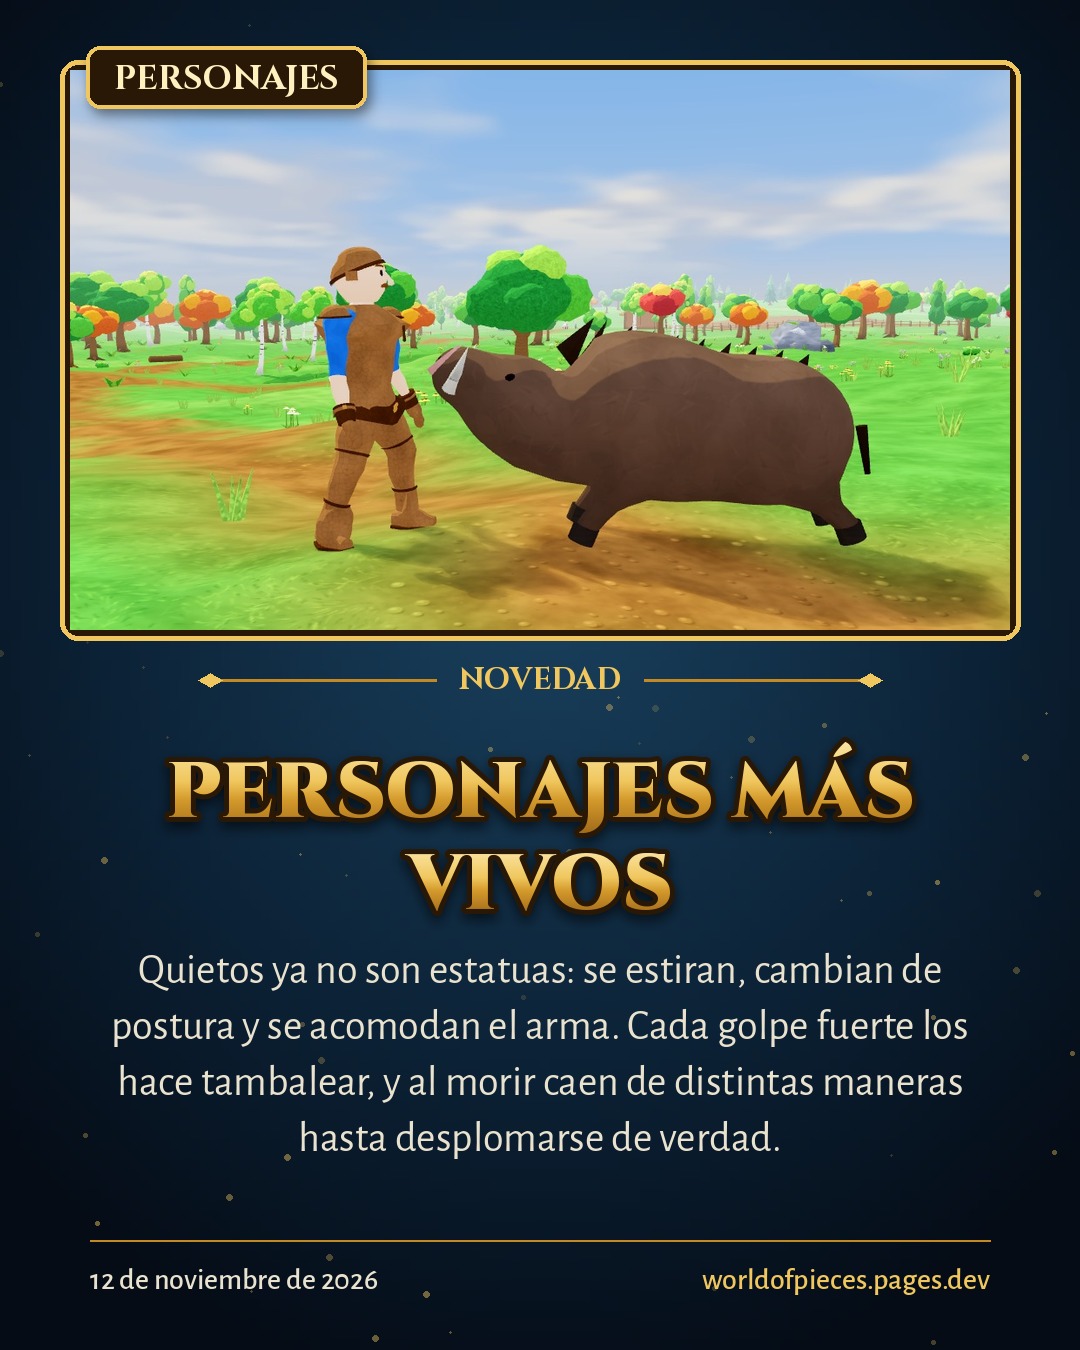 PERSONAJES
NOVEDAD
PERSONAJES MÁS
VIVOS
Quietos ya no son estatuas: se estiran, cambian de
postura y se acomodan el arma. Cada golpe fuerte los
hace tambalear, y al morir caen de distintas maneras
hasta desplomarse de verdad.
12 de noviembre de 2026
worldofpieces.pages.dev